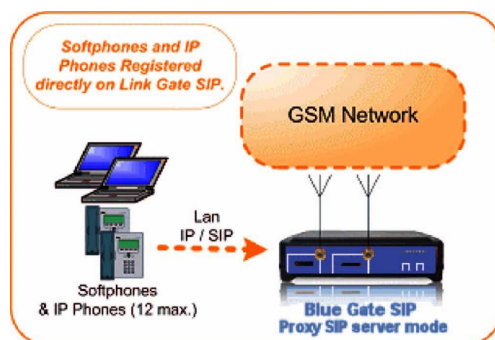 Softphones and IP
Phones Registered
directly on Link Gate SIP.
GSM Network
Lan
IP / SIP
Softphones
& IP Phones (12 max.)
Blue Gate SIP
Proxy SIP server mode